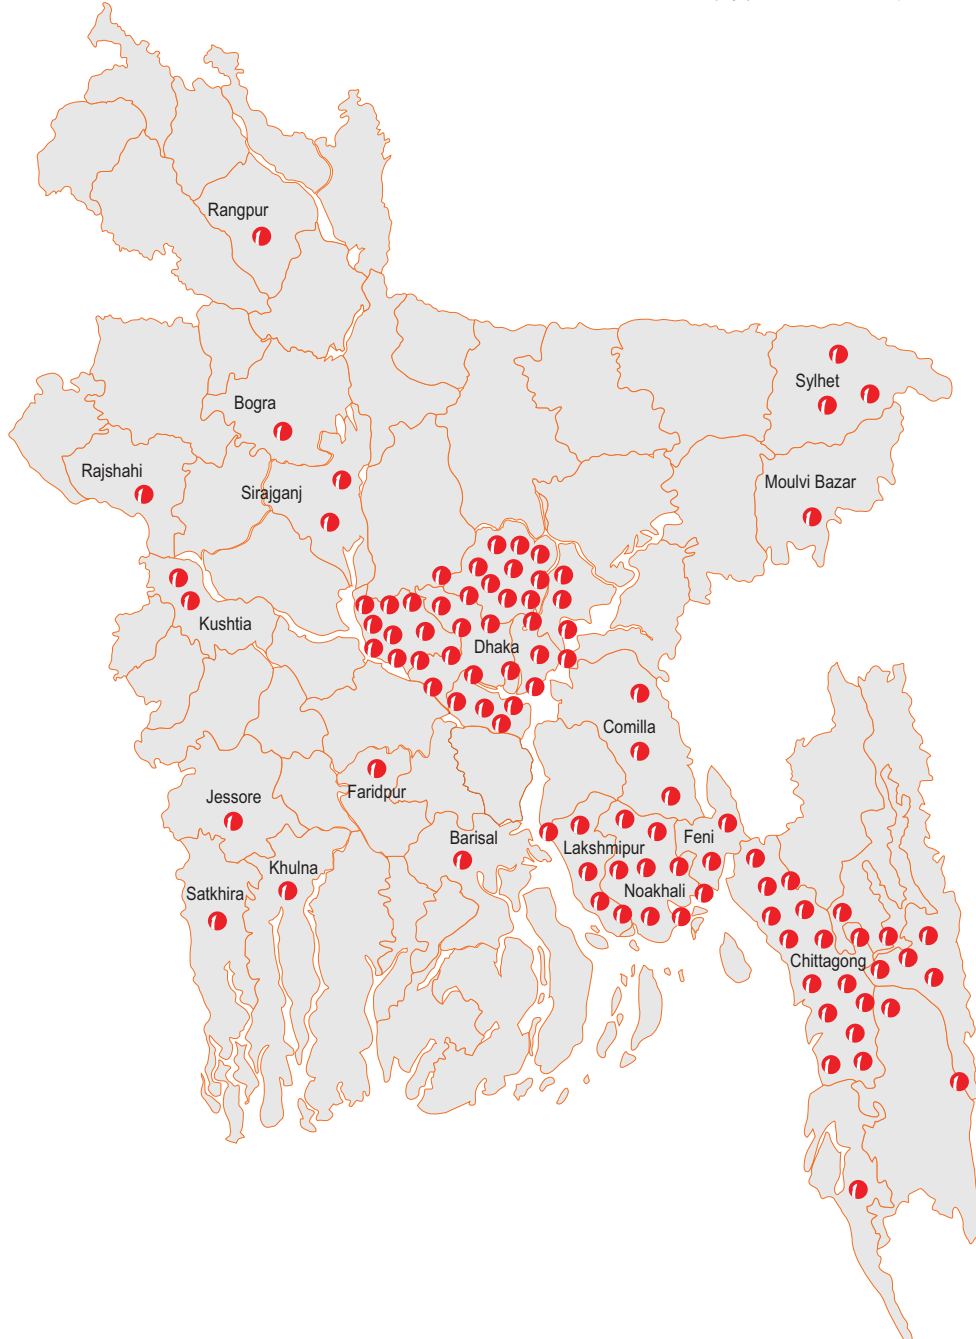 Rangpur
Sylhet
Bogra
Rajshahi
Moulvi Bazar
Sirajganj
Kushtia
Dhaka
Comilla
Faridpur
Jessore
Barisal
Feni
Lakshmipur
Khulna
Noakhali
Satkhira
Chittagong